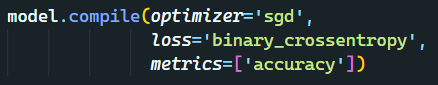 model.compile(optimizer='sgd',
              loss='binary_crossentropy',
              metrics=['accuracy'])